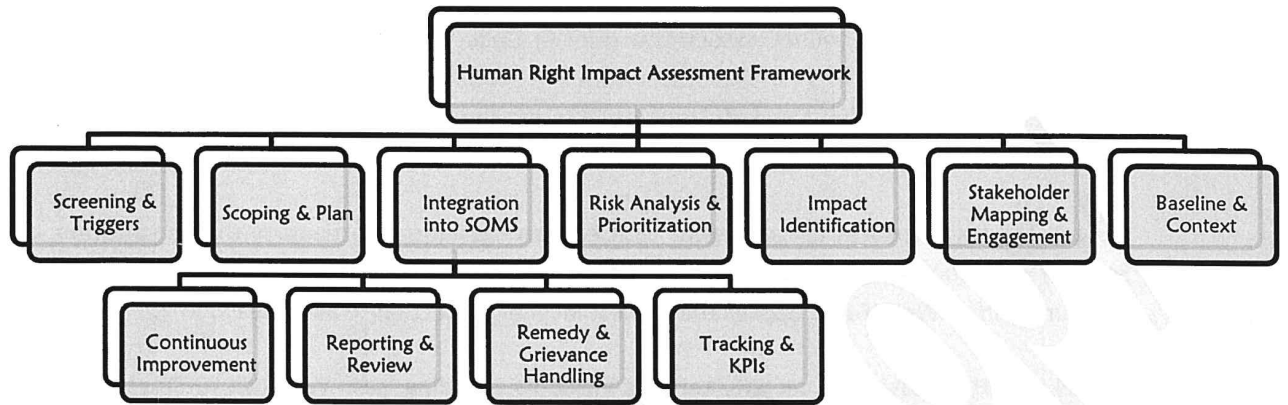 Human Right Impact Assessment Framework
Screening &
Triggers
Scoping & Plan
Integration
into SOMS
Risk Analysis &
Prioritization
Impact
Identification
Stakeholder
Mapping &
Engagement
Baseline &
Context
Continuous
Improvement
Reporting &
Review
Remedy &
Grievance
Handling
Tracking &
KPIs